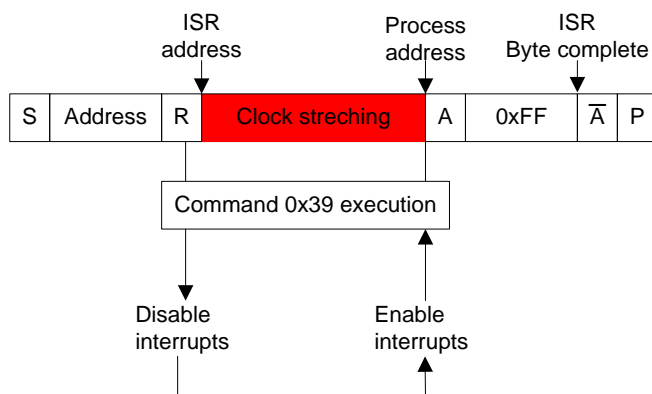 ISR
address
Process
address
ISR
Byte complete
S Address R Clock streching A 0xFF A̅ P
Command 0x39 execution
Disable
interrupts
Enable
interrupts